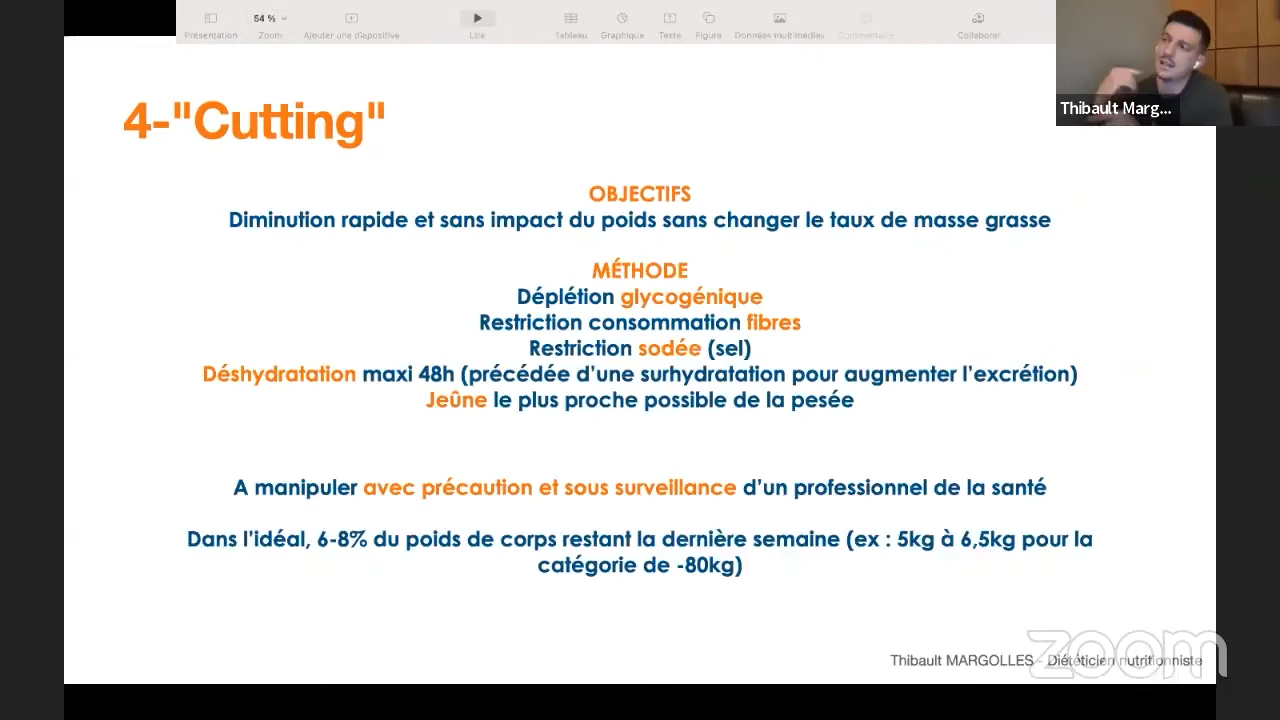 54 %
Présentation
Zoom
Ajouter une diapositive
Lire
Tableau
Graphique
Texte
Figure
Données multimédias
Commentaire
Collaborer
Thibault Marg...
4-"Cutting"
OBJECTIFS
Diminution rapide et sans impact du poids sans changer le taux de masse grasse
MÉTHODE
Déplétion glycogénique
Restriction consommation fibres
Restriction sodée (sel)
Déshydratation maxi 48h (précédée d'une surhydratation pour augmenter l'excrétion)
Jeûne le plus proche possible de la pesée
A manipuler avec précaution et sous surveillance d'un professionnel de la santé
Dans l'idéal, 6-8% du poids de corps restant la dernière semaine (ex : 5kg à 6,5kg pour la
catégorie de -80kg)
Thibault MARGOLLES - Diététicien nutritionniste
zoom